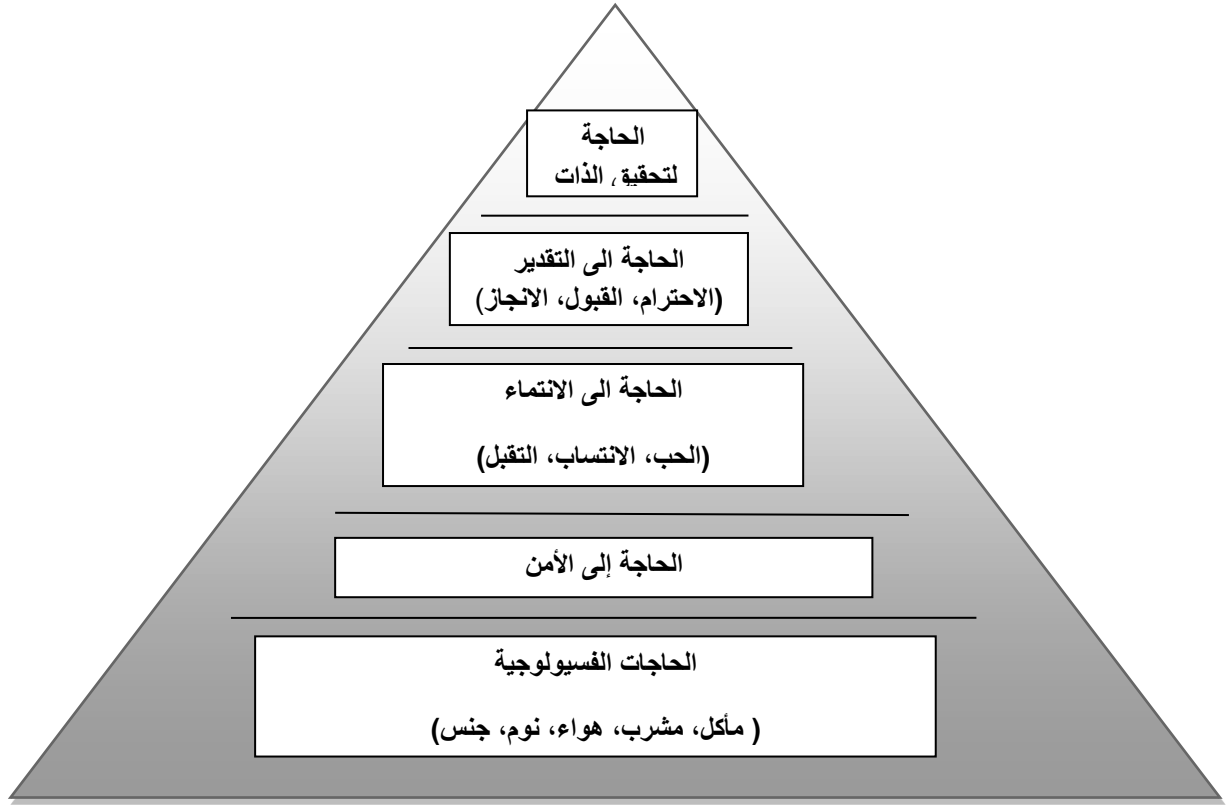 الحاجة
لتحقيق الذات
الحاجة الى التقدير
(الاحترام، القبول، الانجاز)
الحاجة الى الانتماء
(الحب، الانتساب، التقبل)
الحاجة إلى الأمن
الحاجات الفسيولوجية
( مأكل، مشرب، هواء، نوم، جنس)